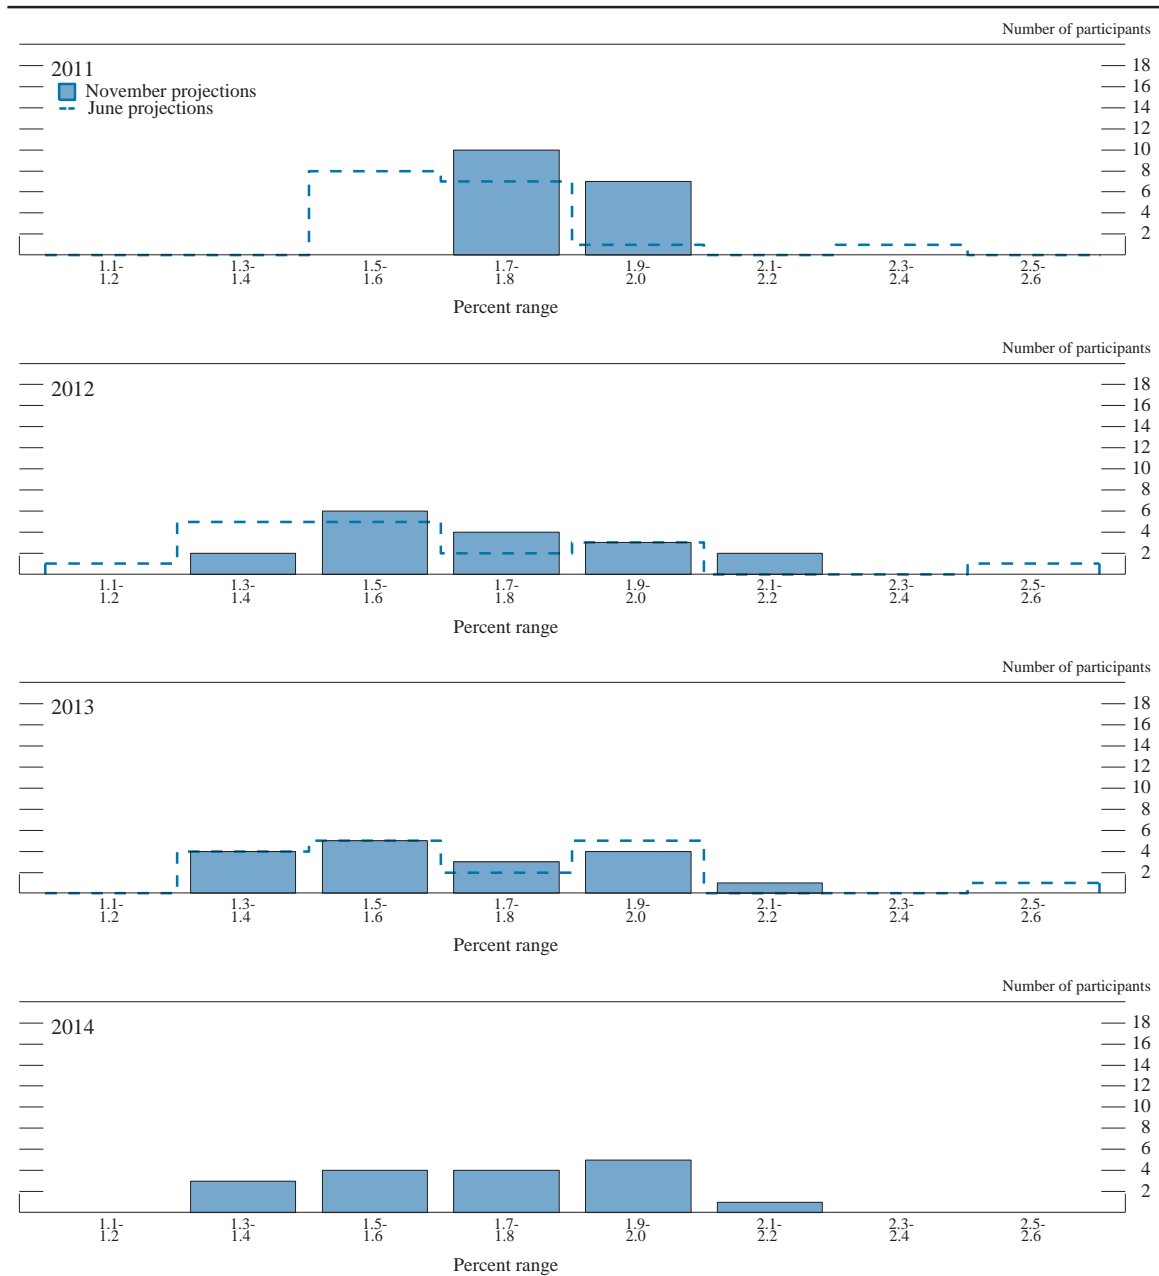 Number of participants
2011
November projections
June projections
18
16
14
12
10
8
6
4
2
1.1- 1.3- 1.5- 1.7- 1.9- 2.1- 2.3- 2.5-
1.2 1.4 1.6 1.8 2.0 2.2 2.4 2.6
Percent range
Number of participants
2012
18
16
14
12
10
8
6
4
2
1.1- 1.3- 1.5- 1.7- 1.9- 2.1- 2.3- 2.5-
1.2 1.4 1.6 1.8 2.0 2.2 2.4 2.6
Percent range
Number of participants
2013
18
16
14
12
10
8
6
4
2
1.1- 1.3- 1.5- 1.7- 1.9- 2.1- 2.3- 2.5-
1.2 1.4 1.6 1.8 2.0 2.2 2.4 2.6
Percent range
Number of participants
2014
18
16
14
12
10
8
6
4
2
1.1- 1.3- 1.5- 1.7- 1.9- 2.1- 2.3- 2.5-
1.2 1.4 1.6 1.8 2.0 2.2 2.4 2.6
Percent range